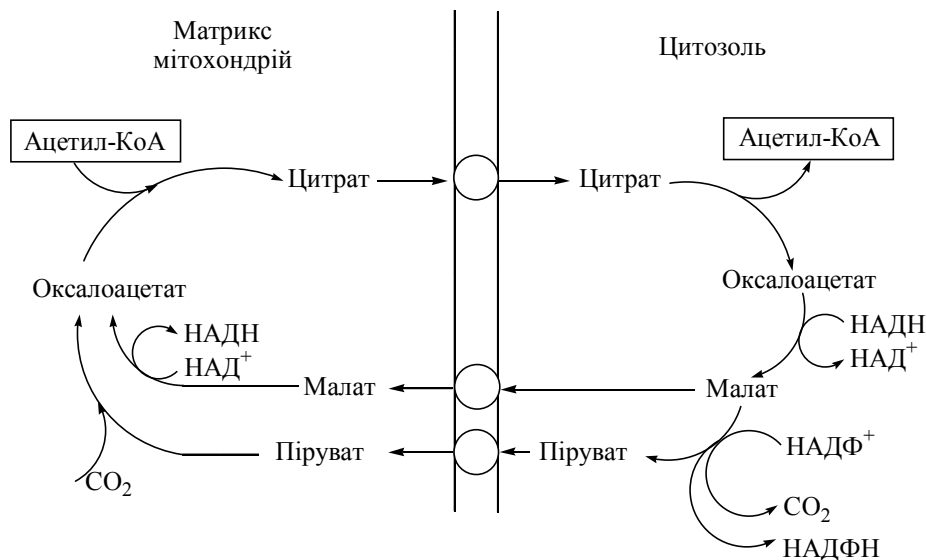 Матрикс
мітохондрій
Цитозоль
Ацетил-КоА
Ацетил-КоА
Цитрат
Цитрат
Оксалоацетат
Оксалоацетат
НАДН
НАД⁺
НАДН
НАД⁺
Малат
Малат
Піруват
Піруват
НАДФ⁺
CO₂
CO₂
НАДФН